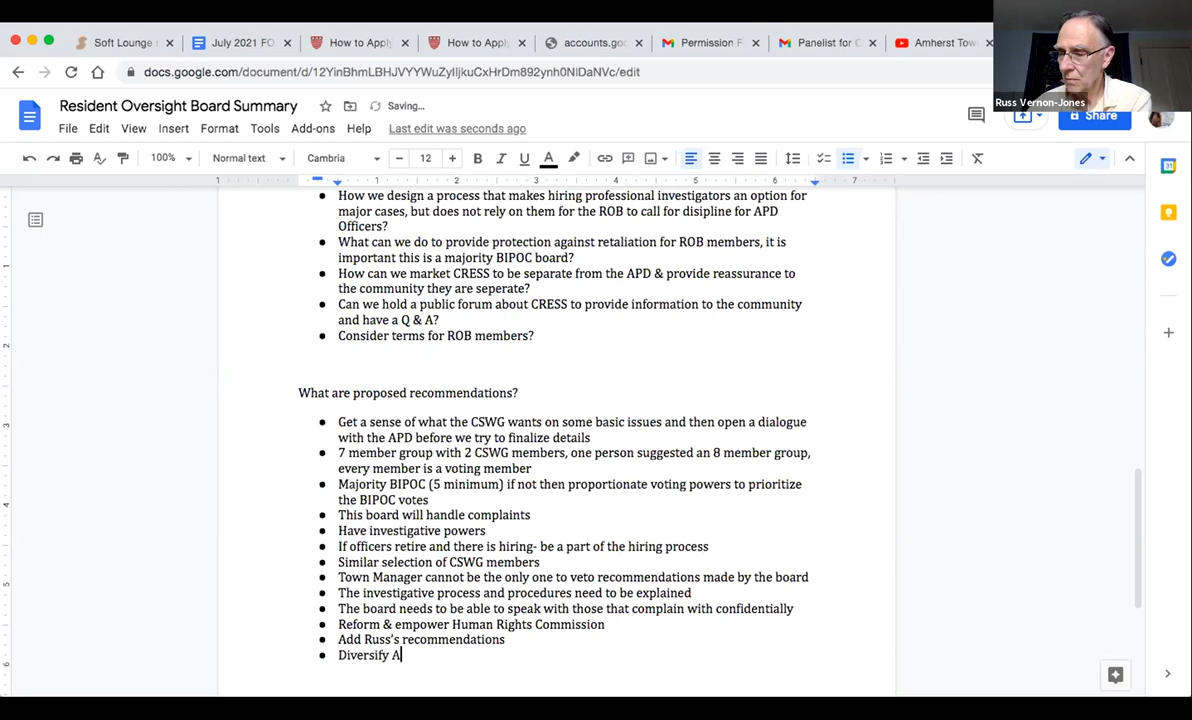 Soft Lounge
July 2021 FO
How to Apply
How to Apply
accounts.goo
Permission F
Panelist for C
Amherst Tow
docs.google.com/document/d/12YinBhmLBHJVYYWuZyIljkuCxHrDm892ynh0NIDaNVc/edit
Russ Vernon-Jones
Resident Oversight Board Summary
Saving...
File Edit View Insert Format Tools Add-ons Help Last edit was seconds ago
Share
100% Normal text Cambria 12
1 1 2 3 4 5 6 7
How we design a process that makes hiring professional investigators an option for
major cases, but does not rely on them for the ROB to call for disipline for APD
Officers?
What can we do to provide protection against retaliation for ROB members, it is
important this is a majority BIPOC board?
How can we market CRESS to be separate from the APD & provide reassurance to
the community they are seperate?
Can we hold a public forum about CRESS to provide information to the community
and have a Q & A?
Consider terms for ROB members?
What are proposed recommendations?
Get a sense of what the CSWG wants on some basic issues and then open a dialogue
with the APD before we try to finalize details
7 member group with 2 CSWG members, one person suggested an 8 member group,
every member is a voting member
Majority BIPOC (5 minimum) if not then proportionate voting powers to prioritize
the BIPOC votes
This board will handle complaints
Have investigative powers
If officers retire and there is hiring- be a part of the hiring process
Similar selection of CSWG members
Town Manager cannot be the only one to veto recommendations made by the board
The investigative process and procedures need to be explained
The board needs to be able to speak with those that complain with confidentially
Reform & empower Human Rights Commission
Add Russ's recommendations
Diversify A